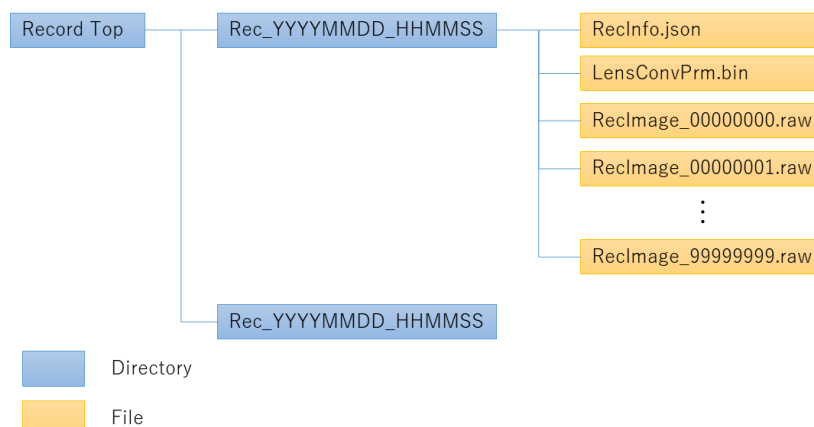 Record Top
Rec_YYYYMMDD_HHMMSS
RecInfo.json
LensConvPrm.bin
RecImage_00000000.raw
RecImage_00000001.raw
⋮
RecImage_99999999.raw
Rec_YYYYMMDD_HHMMSS
Directory
File